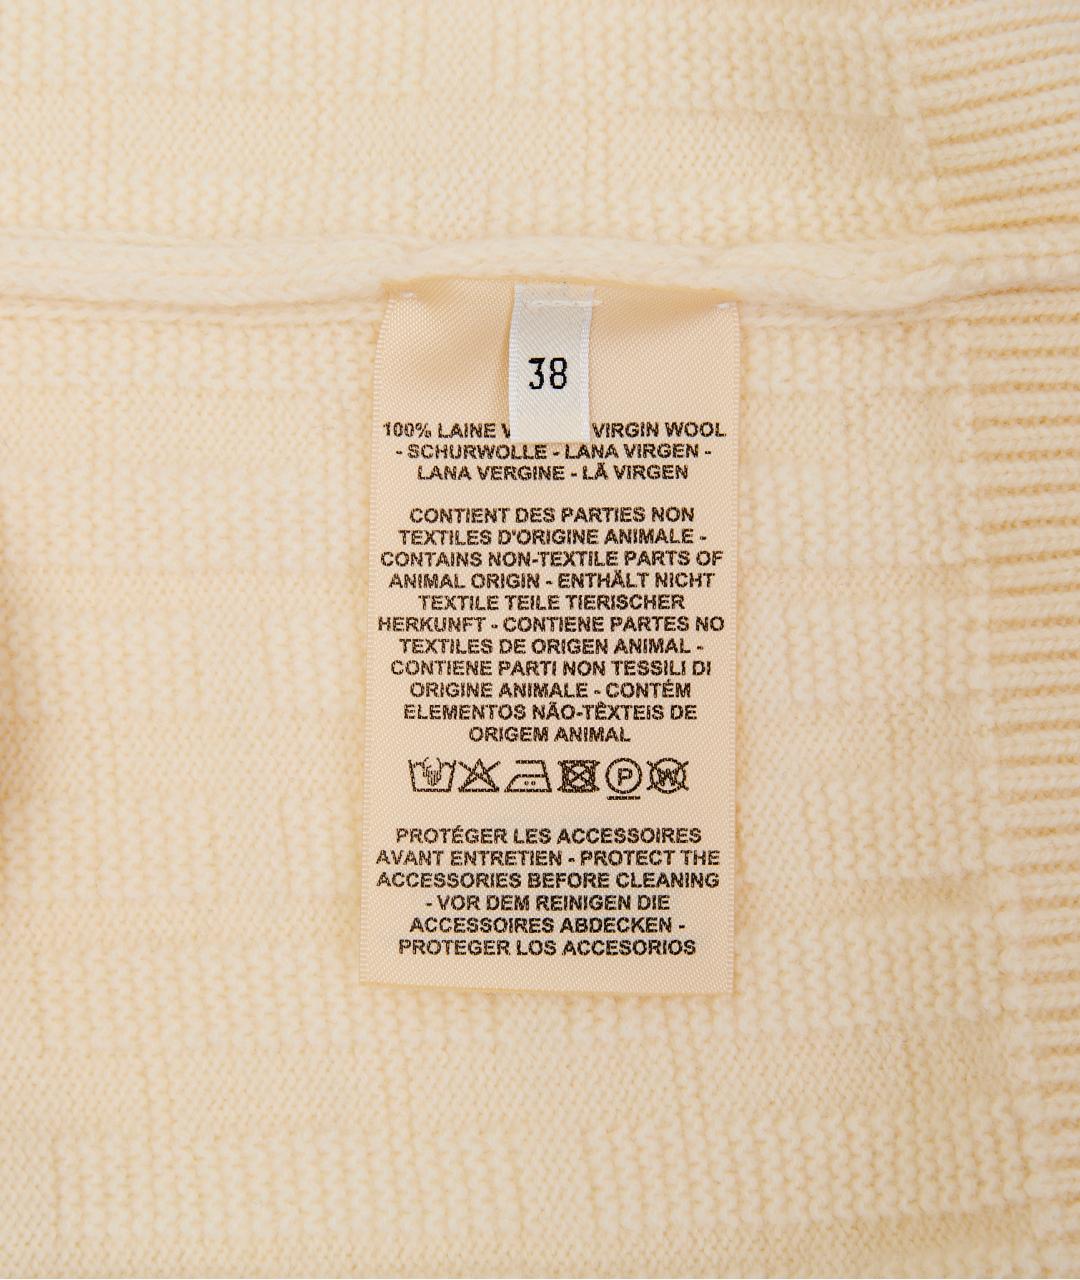 38
100% LAINE V VIRGIN WOOL
- SCHURWOLLE - LANA VIRGEN -
LANA VERGINE - LÃ VIRGEN
CONTIENT DES PARTIES NON
TEXTILES D'ORIGINE ANIMALE -
CONTAINS NON-TEXTILE PARTS OF
ANIMAL ORIGIN - ENTHÄLT NICHT
TEXTILE TEILE TIERISCHER
HERKUNFT - CONTIENE PARTES NO
TEXTILES DE ORIGEN ANIMAL -
CONTIENE PARTI NON TESSILI DI
ORIGINE ANIMALE - CONTÉM
ELEMENTOS NÃO-TÊXTEIS DE
ORIGEM ANIMAL
P W
PROTÉGER LES ACCESSOIRES
AVANT ENTRETIEN - PROTECT THE
ACCESSORIES BEFORE CLEANING
- VOR DEM REINIGEN DIE
ACCESSOIRES ABDECKEN -
PROTEGER LOS ACCESORIOS